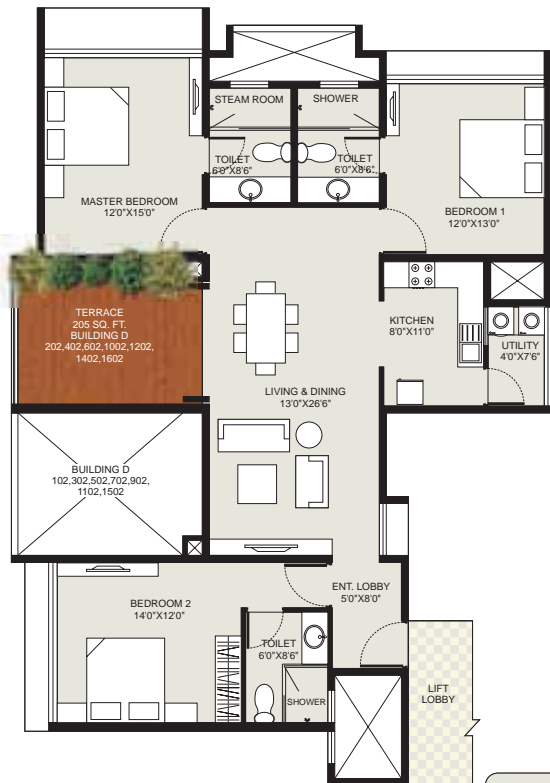 STEAM ROOM
SHOWER
TOILET
6'0"X8'6"
TOILET
6'0"X8'6"
MASTER BEDROOM
12'0"X15'0"
BEDROOM 1
12'0"X13'0"
TERRACE
205 SQ. FT.
BUILDING D
202,402,602,1002,1202,
1402,1602
KITCHEN
8'0"X11'0"
UTILITY
4'0"X7'6"
LIVING & DINING
13'0"X26'6"
BUILDING D
102,302,502,702,902,
1102,1502
ENT. LOBBY
5'0"X8'0"
BEDROOM 2
14'0"X12'0"
TOILET
6'0"X8'6"
SHOWER
LIFT
LOBBY